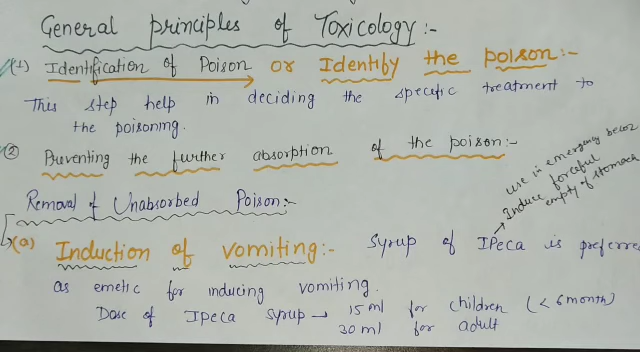 General principles of Toxicology:-
(1) Identification of Poison or Identify the poison:-
This step help in deciding the specific treatment to
the poisoning.
② Preventing the further absorption of the poison:-
Removal of Unabsorbed Poison:-
use in emergency becoz
Induce forceful
empty of stomach
(a) Induction of vomiting:- Syrup of IPeca is preferred
as emetic for inducing vomiting.
Dose of Ipeca Syrup → 15 ml for children (< 6 month)
30 ml for adult